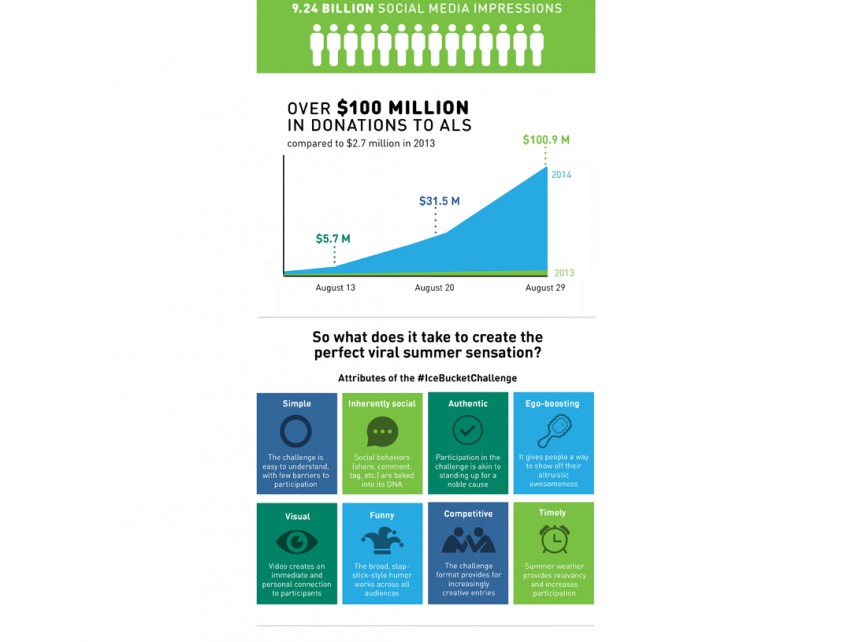 9.24 BILLION SOCIAL MEDIA IMPRESSIONS
OVER $100 MILLION
IN DONATIONS TO ALS
compared to $2.7 million in 2013
$100.9 M
2014
$31.5 M
$5.7 M
2013
August 13
August 20
August 29
So what does it take to create the
perfect viral summer sensation?
Attributes of the #IceBucketChallenge
Simple
The challenge is
easy to understand,
with few barriers to
participation
Inherently social
Social behaviors
(share, comment,
tag, etc.) are baked
into its DNA
Authentic
Participation in the
challenge is akin to
standing up for a
noble cause
Ego-boosting
It gives people a way
to show off their
altruistic
awesomeness
Visual
Video creates an
immediate and
personal connection
to participants
Funny
The broad, slap-
stick-style humor
works across all
audiences
Competitive
The challenge
format provides for
increasingly
creative entries
Timely
Summer weather
provides relevancy
and increases
participation